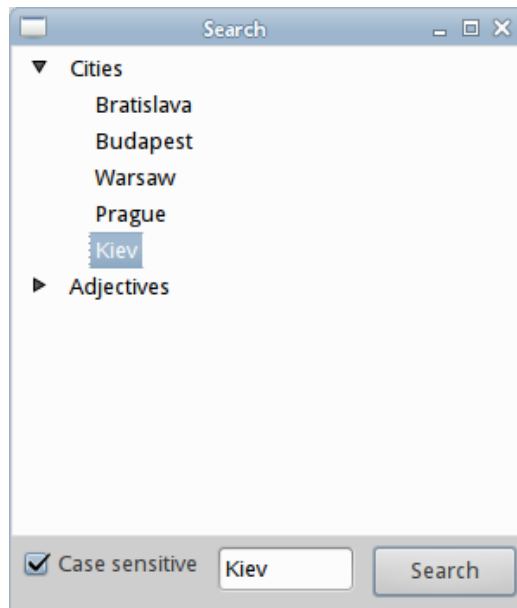 Search
Cities
Bratislava
Budapest
Warsaw
Prague
Kiev
Adjectives
Case sensitive Kiev Search